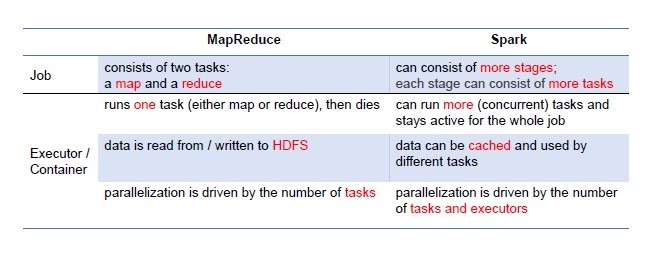 MapReduce Spark
Job
consists of two tasks:
a map and a reduce
can consist of more stages;
each stage can consist of more tasks
Executor /
Container
runs one task (either map or reduce), then dies
can run more (concurrent) tasks and
stays active for the whole job
data is read from / written to HDFS
data can be cached and used by
different tasks
parallelization is driven by the number of tasks
parallelization is driven by the number
of tasks and executors